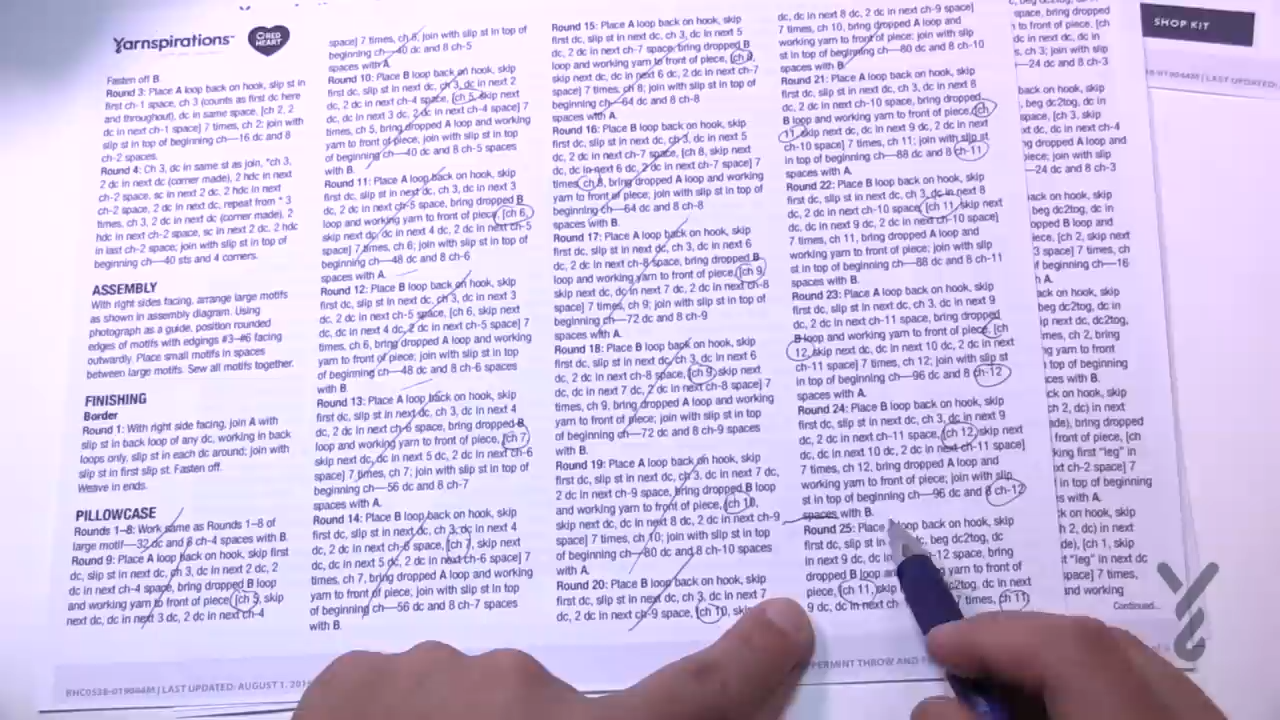 Yarnspirations™
RED HEART
Fasten off B.
Round 3: Place A loop back on hook, slip st in
first ch-1 space, ch 3 (counts as first dc here
and throughout), dc in same space, [ch 2, 2
dc in next ch-1 space] 7 times, ch 2; join with
slip st in top of beginning ch—16 dc and 8
ch-2 spaces.
Round 4: Ch 3, dc in same st as join, *ch 3,
2 dc in next dc (corner made), 2 hdc in next
ch-2 space, sc in next 2 dc, 2 hdc in next
ch-2 space, 2 dc in next dc, repeat from * 3
times, ch 3, 2 dc in next dc (corner made), 2
hdc in next ch-2 space, sc in next 2 dc, 2 hdc
in last ch-2 space; join with slip st in top of
beginning ch—40 sts and 4 corners.
ASSEMBLY
With right sides facing, arrange large motifs
as shown in assembly diagram. Using
photograph as a guide, position rounded
edges of motifs with edgings #3–#6 facing
outwardly. Place small motifs in spaces
between large motifs. Sew all motifs together.
FINISHING
Border
Round 1: With right side facing, join A with
slip st in back loop of any dc, working in back
loops only, slip st in each dc around; join with
slip st in first slip st. Fasten off.
Weave in ends.
PILLOWCASE
Rounds 1–8: Work same as Rounds 1–8 of
large motif—32 dc and 8 ch-4 spaces with B.
Round 9: Place A loop back on hook, skip first
dc, slip st in next dc, ch 3, dc in next 2 dc, 2
dc in next ch-4 space, bring dropped B loop
and working yarn to front of piece, [ch 5, skip
next dc, dc in next 3 dc, 2 dc in next ch-4
space] 7 times, ch 5, join with slip st in top of
beginning ch—40 dc and 8 ch-5
spaces with A.
Round 10: Place B loop back on hook, skip
first dc, slip st in next dc, ch 3, dc in next 2
dc, 2 dc in next ch-4 space, [ch 5, skip next
dc, dc in next 3 dc, 2 dc in next ch-4 space] 7
times, ch 5, bring dropped A loop and working
yarn to front of piece; join with slip st in top
of beginning ch—40 dc and 8 ch-5 spaces
with B.
Round 11: Place A loop back on hook, skip
first dc, slip st in next dc, ch 3, dc in next 3
dc, 2 dc in next ch-5 space, bring dropped B
loop and working yarn to front of piece, [ch 6,
skip next dc, dc in next 4 dc, 2 dc in next ch-5
space] 7 times, ch 6; join with slip st in top of
beginning ch—48 dc and 8 ch-6
spaces with A.
Round 12: Place B loop back on hook, skip
first dc, slip st in next dc, ch 3, dc in next 3
dc, 2 dc in next ch-5 space, [ch 6, skip next
dc, dc in next 4 dc, 2 dc in next ch-5 space] 7
times, ch 6, bring dropped A loop and working
yarn to front of piece; join with slip st in top
of beginning ch—48 dc and 8 ch-6 spaces
with B.
Round 13: Place A loop back on hook, skip
first dc, slip st in next dc, ch 3, dc in next 4
dc, 2 dc in next ch-6 space, bring dropped B
loop and working yarn to front of piece, [ch 7,
skip next dc, dc in next 5 dc, 2 dc in next ch-6
space] 7 times, ch 7; join with slip st in top of
beginning ch—56 dc and 8 ch-7
spaces with A.
Round 14: Place B loop back on hook, skip
first dc, slip st in next dc, ch 3, dc in next 4
dc, 2 dc in next ch-6 space, [ch 7, skip next
dc, dc in next 5 dc, 2 dc in next ch-6 space] 7
times, ch 7, bring dropped A loop and working
yarn to front of piece; join with slip st in top
of beginning ch—56 dc and 8 ch-7 spaces
with B.
Round 15: Place A loop back on hook, skip
first dc, slip st in next dc, ch 3, dc in next 5
dc, 2 dc in next ch-7 space, bring dropped B
loop and working yarn to front of piece, [ch 8,
skip next dc, dc in next 6 dc, 2 dc in next ch-7
space] 7 times, ch 8; join with slip st in top of
beginning ch—64 dc and 8 ch-8
spaces with A.
Round 16: Place B loop back on hook, skip
first dc, slip st in next dc, ch 3, dc in next 5
dc, 2 dc in next ch-7 space, [ch 8, skip next
dc, dc in next 6 dc, 2 dc in next ch-7 space] 7
times, ch 8, bring dropped A loop and working
yarn to front of piece; join with slip st in top of
beginning ch—64 dc and 8 ch-8
spaces with B.
Round 17: Place A loop back on hook, skip
first dc, slip st in next dc, ch 3, dc in next 6
dc, 2 dc in next ch-8 space, bring dropped B
loop and working yarn to front of piece, [ch 9,
skip next dc, dc in next 7 dc, 2 dc in next ch-8
space] 7 times, ch 9; join with slip st in top of
beginning ch—72 dc and 8 ch-9
spaces with A.
Round 18: Place B loop back on hook, skip
first dc, slip st in next dc, ch 3, dc in next 6
dc, 2 dc in next ch-8 space, [ch 9, skip next
dc, dc in next 7 dc, 2 dc in next ch-8 space] 7
times, ch 9, bring dropped A loop and working
yarn to front of piece; join with slip st in top
of beginning ch—72 dc and 8 ch-9 spaces
with B.
Round 19: Place A loop back on hook, skip
first dc, slip st in next dc, ch 3, dc in next 7 dc,
2 dc in next ch-9 space, bring dropped B loop
and working yarn to front of piece, [ch 10,
skip next dc, dc in next 8 dc, 2 dc in next ch-9
space] 7 times, ch 10; join with slip st in top
of beginning ch—80 dc and 8 ch-10 spaces
with A.
Round 20: Place B loop back on hook, skip
first dc, slip st in next dc, ch 3, dc in next 7
dc, 2 dc in next ch-9 space, [ch 10, skip
dc, dc in next 8 dc, 2 dc in next ch-9 space]
7 times, ch 10, bring dropped A loop and
working yarn to front of piece; join with slip
st in top of beginning ch—80 dc and 8 ch-10
spaces with B.
Round 21: Place A loop back on hook, skip
first dc, slip st in next dc, ch 3, dc in next 8
dc, 2 dc in next ch-10 space, bring dropped
B loop and working yarn to front of piece, [ch
11, skip next dc, dc in next 9 dc, 2 dc in next
ch-10 space] 7 times, ch 11; join with slip st
in top of beginning ch—88 dc and 8 ch-11
spaces with A.
Round 22: Place B loop back on hook, skip
first dc, slip st in next dc, ch 3, dc in next 8
dc, 2 dc in next ch-10 space, [ch 11, skip next
dc, dc in next 9 dc, 2 dc in next ch-10 space]
7 times, ch 11, bring dropped A loop and
working yarn to front of piece; join with slip
st in top of beginning ch—88 dc and 8 ch-11
spaces with B.
Round 23: Place A loop back on hook, skip
first dc, slip st in next dc, ch 3, dc in next 9
dc, 2 dc in next ch-11 space, bring dropped
B loop and working yarn to front of piece, [ch
12, skip next dc, dc in next 10 dc, 2 dc in next
ch-11 space] 7 times, ch 12; join with slip st
in top of beginning ch—96 dc and 8 ch-12
spaces with A.
Round 24: Place B loop back on hook, skip
first dc, slip st in next dc, ch 3, dc in next 9
dc, 2 dc in next ch-11 space, [ch 12, skip next
dc, dc in next 10 dc, 2 dc in next ch-11 space]
7 times, ch 12, bring dropped A loop and
working yarn to front of piece; join with slip
st in top of beginning ch—96 dc and 8 ch-12
spaces with B.
Round 25: Place A loop back on hook, skip
first dc, slip st in dc, beg dc2tog, dc
in next 9 dc, dc in ch-12 space, bring
dropped B loop and yarn to front of
piece, [ch 11, skip dc2tog, dc in next
9 dc, dc in next ch 7 times, ch 11;
SHOP KIT
Continued...
RHC0538-019044M | LAST UPDATED: AUGUST 1, 201
PEPPERMINT THROW AND
LAST UPDATED: